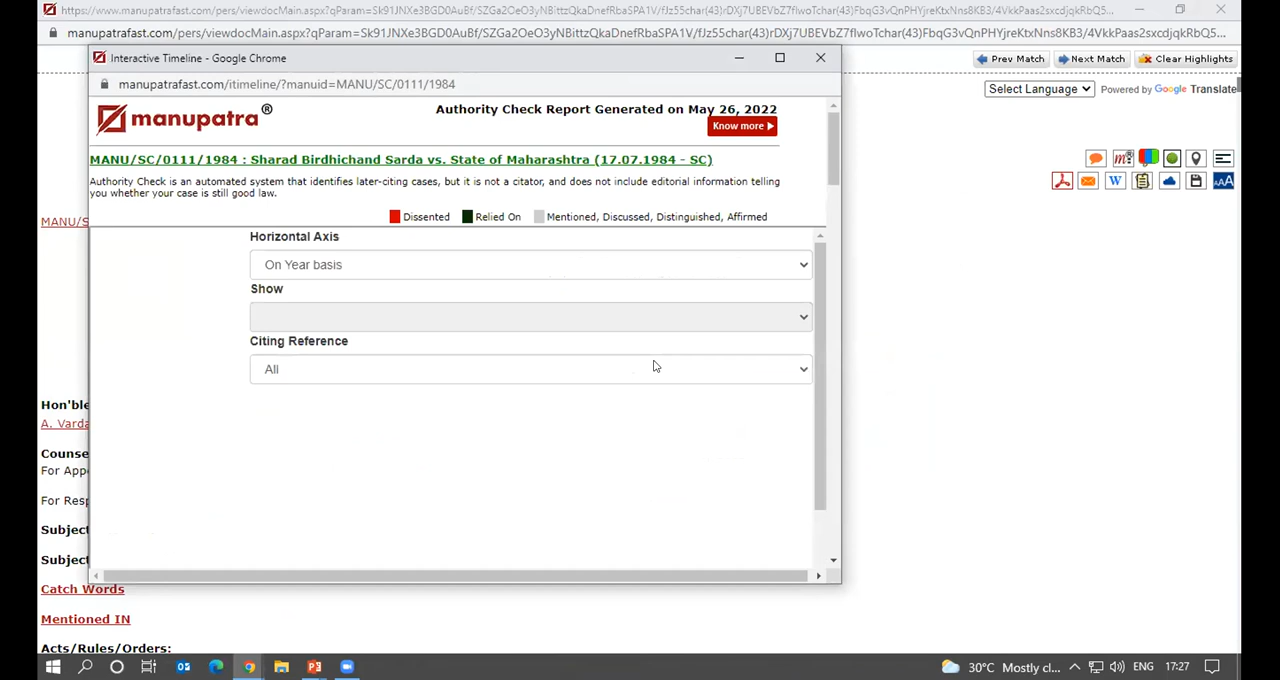 https://www.manupatrafast.com/pers/viewdocMain.aspx?qParam=Sk91JNXe3BGD0AuBf/SZGa2OeO3yNBittzQkaDnefRbaSPA1V/fJz55char(43)rDXj7UBEVbZ7flwoTchar(43)FbqG3vQnPHYjreKtxNns8KB3/4VkkPaas2sxcdjqkRbQ5...
manupatrafast.com/pers/viewdocMain.aspx?qParam=Sk91JNXe3BGD0AuBf/SZGa2OeO3yNBittzQkaDnefRbaSPA1V/fJz55char(43)rDXj7UBEVbZ7flwoTchar(43)FbqG3vQnPHYjreKtxNns8KB3/4VkkPaas2sxcdjqkRbQ5...
Interactive Timeline - Google Chrome
Prev Match Next Match Clear Highlights
manupatrafast.com/itimeline/?manuid=MANU/SC/0111/1984
Select Language Powered by Google Translate
manupatra®
Authority Check Report Generated on May 26, 2022
Know more
MANU/SC/0111/1984 : Sharad Birdhichand Sarda vs. State of Maharashtra (17.07.1984 - SC)
Authority Check is an automated system that identifies later-citing cases, but it is not a citator, and does not include editorial information telling
you whether your case is still good law.
Dissented Relied On Mentioned, Discussed, Distinguished, Affirmed
MANU/S
Horizontal Axis
On Year basis
Show
Citing Reference
All
Hon'ble
A. Varda
Counse
For App
For Resp
Subject
Subject
Catch Words
Mentioned IN
Acts/Rules/Orders:
30°C Mostly cl... ENG 17:27